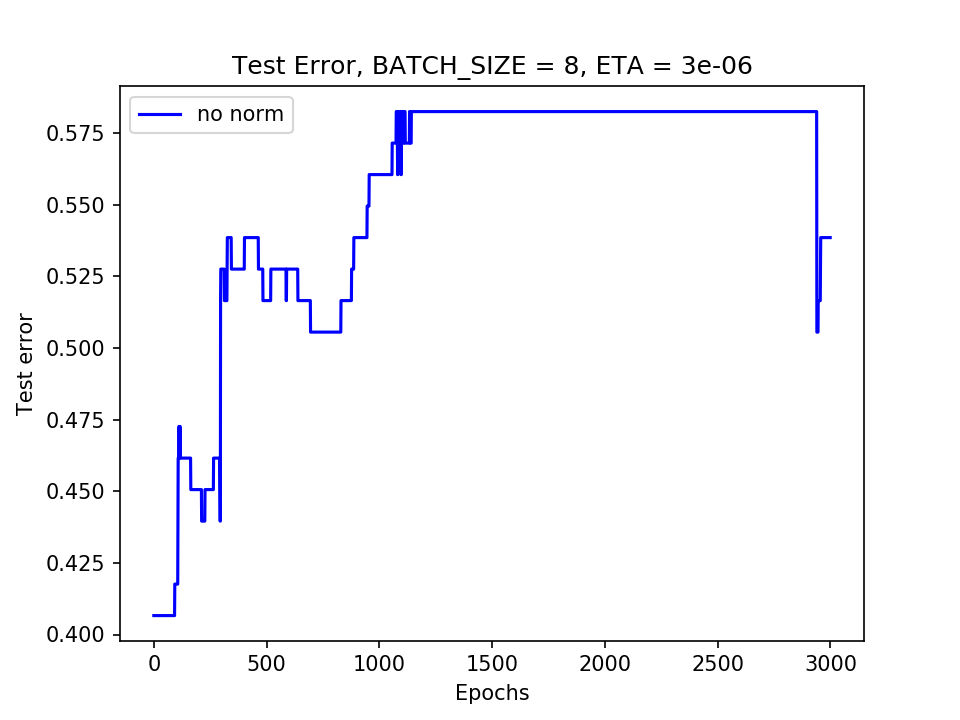 Test Error, BATCH_SIZE = 8, ETA = 3e-06
no norm
0.575
0.550
0.525
0.500
0.475
0.450
0.425
0.400
Test error
0 500 1000 1500 2000 2500 3000
Epochs